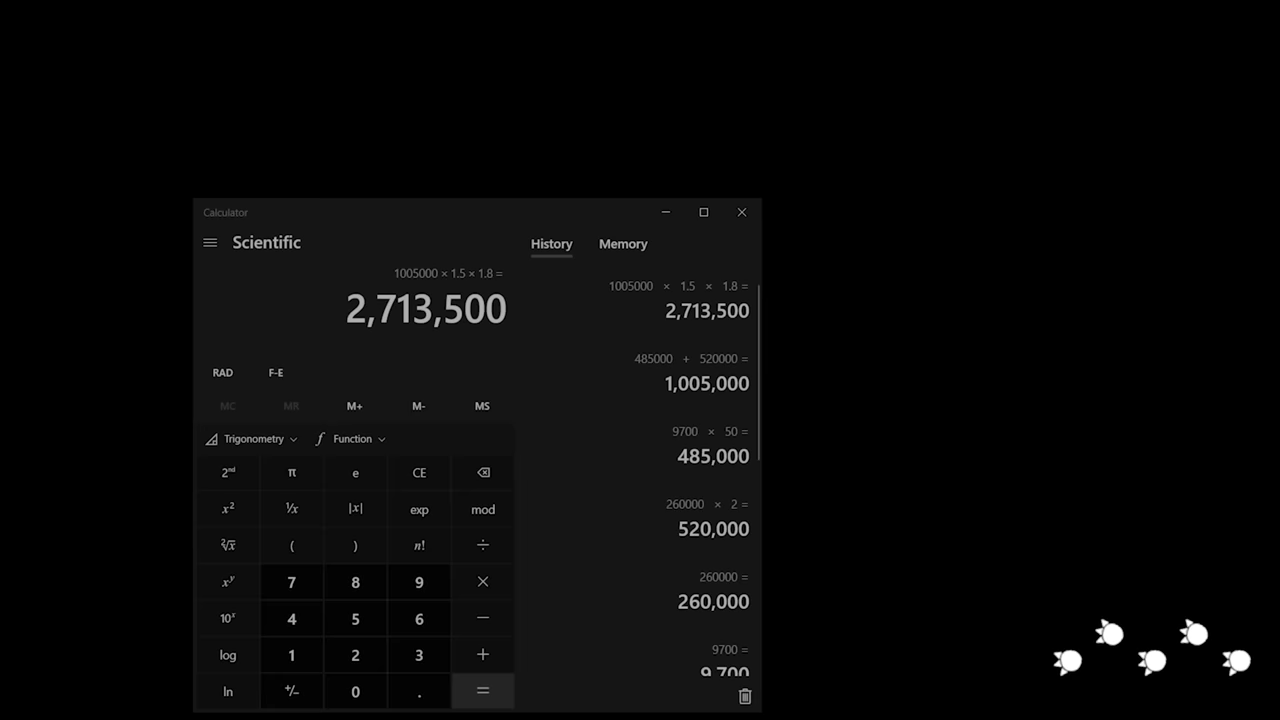 Calculator
Scientific
1005000 × 1.5 × 1.8 =
2,713,500
RAD F-E
MC MR M+ M- MS
Trigonometry Function
2ⁿᵈ π e CE
x² ¹/x |x| exp mod
²√x ( ) n! ÷
xʸ 7 8 9 ×
10ˣ 4 5 6 −
log 1 2 3 +
ln +/− 0 . =
History Memory
1005000 × 1.5 × 1.8 =
2,713,500
485000 + 520000 =
1,005,000
9700 × 50 =
485,000
260000 × 2 =
520,000
260000 =
260,000
9700 =
9,700